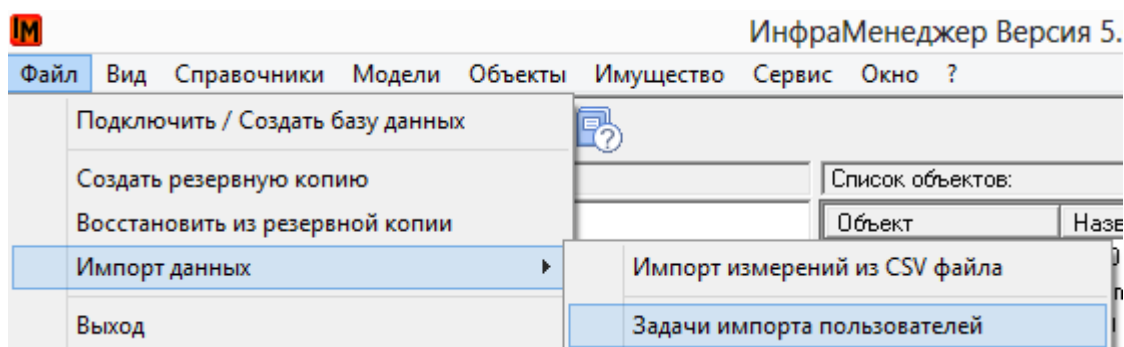 IM
ИнфраМенеджер Версия 5.
Файл Вид Справочники Модели Объекты Имущество Сервис Окно ?
Подключить / Создать базу данных
Создать резервную копию
Список объектов:
Восстановить из резервной копии
Объект Назв
Импорт данных
Импорт измерений из CSV файла
Выход
Задачи импорта пользователей